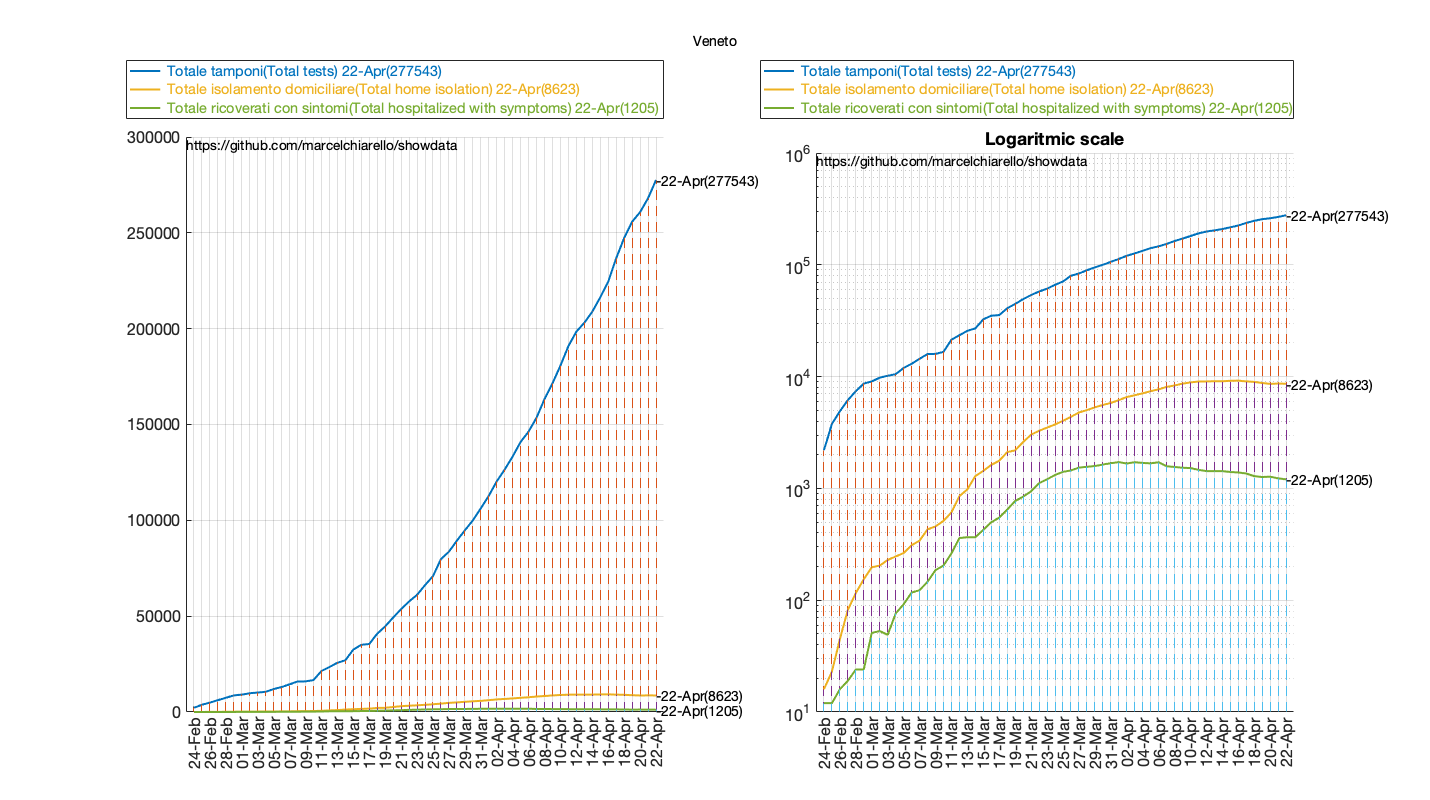 Veneto
Totale tamponi(Total tests) 22-Apr(277543)
Totale isolamento domiciliare(Total home isolation) 22-Apr(8623)
Totale ricoverati con sintomi(Total hospitalized with symptoms) 22-Apr(1205)
https://github.com/marcelchiarello/showdata
300000
250000
200000
150000
100000
50000
0
22-Apr(277543)
22-Apr(8623)
22-Apr(1205)
24-Feb
26-Feb
28-Feb
01-Mar
03-Mar
05-Mar
07-Mar
09-Mar
11-Mar
13-Mar
15-Mar
17-Mar
19-Mar
21-Mar
23-Mar
25-Mar
27-Mar
29-Mar
31-Mar
02-Apr
04-Apr
06-Apr
08-Apr
10-Apr
12-Apr
14-Apr
16-Apr
18-Apr
20-Apr
22-Apr
Totale tamponi(Total tests) 22-Apr(277543)
Totale isolamento domiciliare(Total home isolation) 22-Apr(8623)
Totale ricoverati con sintomi(Total hospitalized with symptoms) 22-Apr(1205)
Logaritmic scale
https://github.com/marcelchiarello/showdata
10^6
10^5
10^4
10^3
10^2
10^1
22-Apr(277543)
22-Apr(8623)
22-Apr(1205)
24-Feb
26-Feb
28-Feb
01-Mar
03-Mar
05-Mar
07-Mar
09-Mar
11-Mar
13-Mar
15-Mar
17-Mar
19-Mar
21-Mar
23-Mar
25-Mar
27-Mar
29-Mar
31-Mar
02-Apr
04-Apr
06-Apr
08-Apr
10-Apr
12-Apr
14-Apr
16-Apr
18-Apr
20-Apr
22-Apr